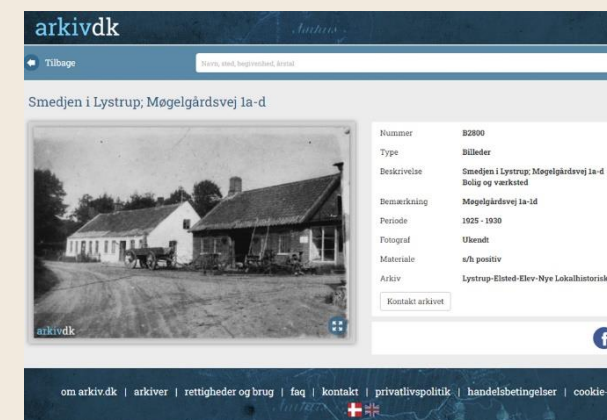 arkivdk
Aarhus
Tilbage
Navn, sted, begivenhed, årstal
Smedjen i Lystrup; Møgelgårdsvej 1a-d
Nummer B2800
Type Billeder
Beskrivelse Smedjen i Lystrup; Møgelgårdsvej 1a-d
Bolig og værksted
Bemærkning Møgelgårdsvej 1a-1d
Periode 1925 - 1930
Fotograf Ukendt
Materiale s/h positiv
Arkiv Lystrup-Elsted-Elev-Nye Lokalhistorisk
Kontakt arkivet
arkivdk
f
om arkiv.dk | arkiver | rettigheder og brug | faq | kontakt | privatlivspolitik | handelsbetingelser | cookie-